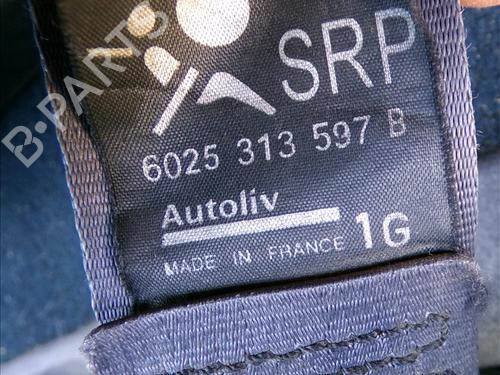 SRP
6025 313 597 B
Autoliv
1G
MADE IN FRANCE
B-PARTS